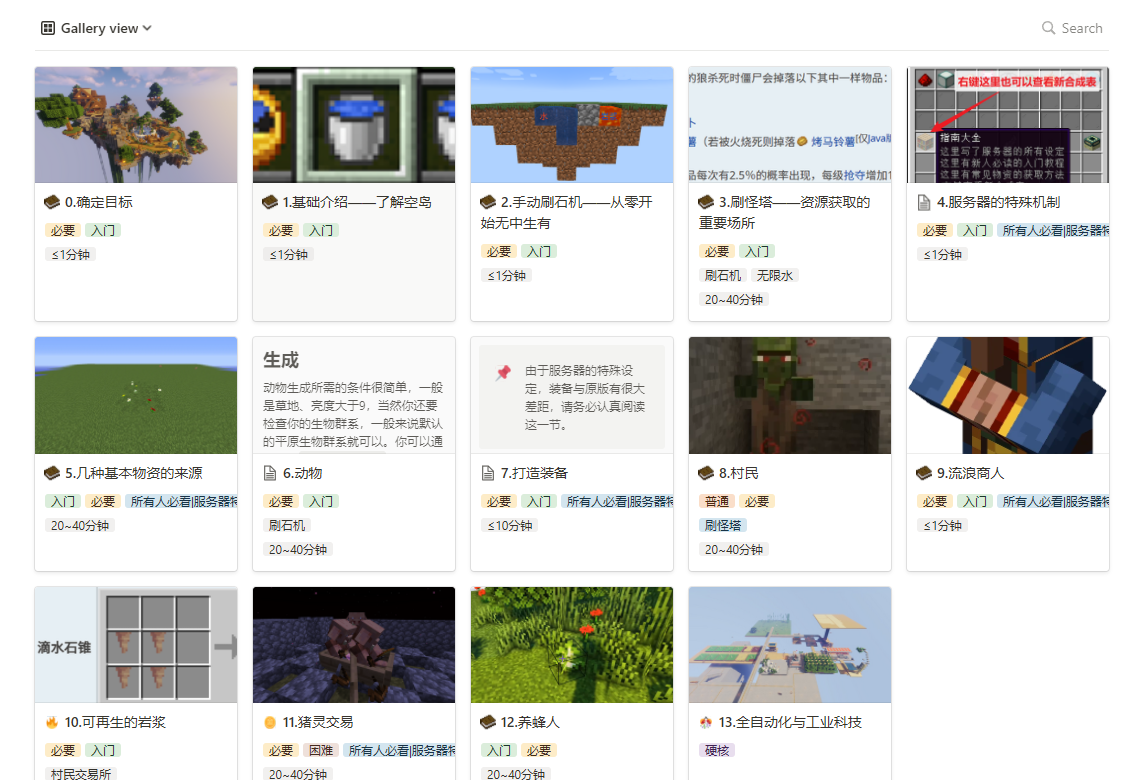 Gallery view
Search
的狼杀死时僵尸会掉落以下其中一样物品：
薯（若被火烧死则掉落 烤马铃薯[仅Java版
品每次有2.5%的概率出现，每级抢夺增加1
右键这里也可以查看新合成表
指南大全
这里写了服务器的所有设定
这里有新人必读的入门教程
这里有常见物资的获取方法
0.确定目标
必要 入门
≤1分钟
1.基础介绍——了解空岛
必要 入门
≤1分钟
2.手动刷石机——从零开
始无中生有
必要 入门
≤1分钟
3.刷怪塔——资源获取的
重要场所
必要 入门
刷石机 无限水
20~40分钟
4.服务器的特殊机制
必要 入门 所有人必看|服务器特
≤1分钟
生成
动物生成所需的条件很简单，一般
是草地、亮度大于9，当然你还要
检查你的生物群系，一般来说默认
的平原生物群系就可以。你可以通
由于服务器的特殊设
定，装备与原版有很大
差距，请务必认真阅读
这一节。
5.几种基本物资的来源
入门 必要 所有人必看|服务器特
20~40分钟
6.动物
必要 入门
刷石机
20~40分钟
7.打造装备
必要 入门 所有人必看|服务器特
≤10分钟
8.村民
普通 必要
刷怪塔
20~40分钟
9.流浪商人
必要 入门 所有人必看|服务器特
≤1分钟
滴水石锥
10.可再生的岩浆
必要 入门
村民交易所
11.猪灵交易
必要 困难 所有人必看|服务器特
20~40分钟
12.养蜂人
入门 必要
20~40分钟
13.全自动化与工业科技
硬核